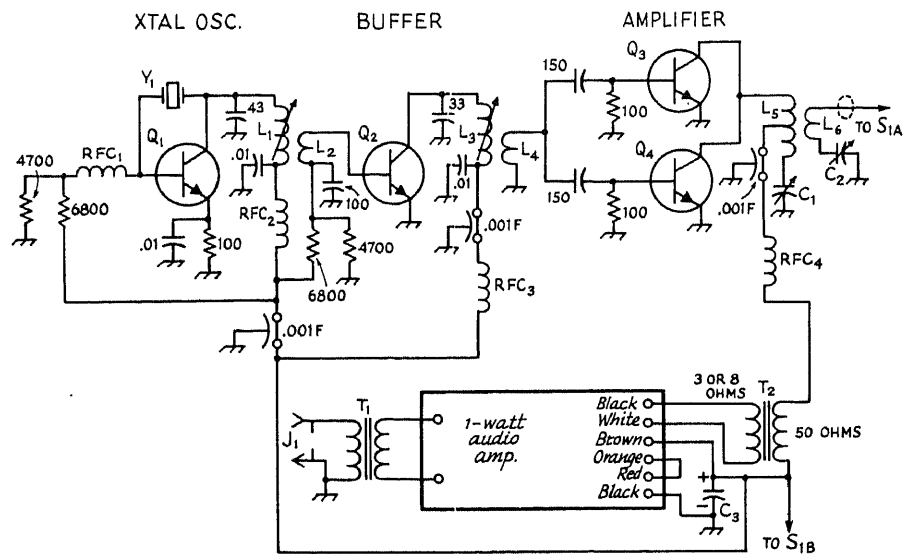 XTAL OSC. BUFFER AMPLIFIER
Y1
43
L1
Q1
.01
RFC1
4700
6800
.01
100
RFC2
L2
100
6800
4700
.001F
Q2
33
L3
.01
L4
.001F
RFC3
150
150
Q3
100
Q4
100
L5
L6
TO S1A
C2
C1
.001F
RFC4
J1
T1
1-watt
audio
amp.
Black
White
Brown
Orange
Red
Black
3 OR 8
OHMS
T2
50 OHMS
+
−
C3
TO S1B